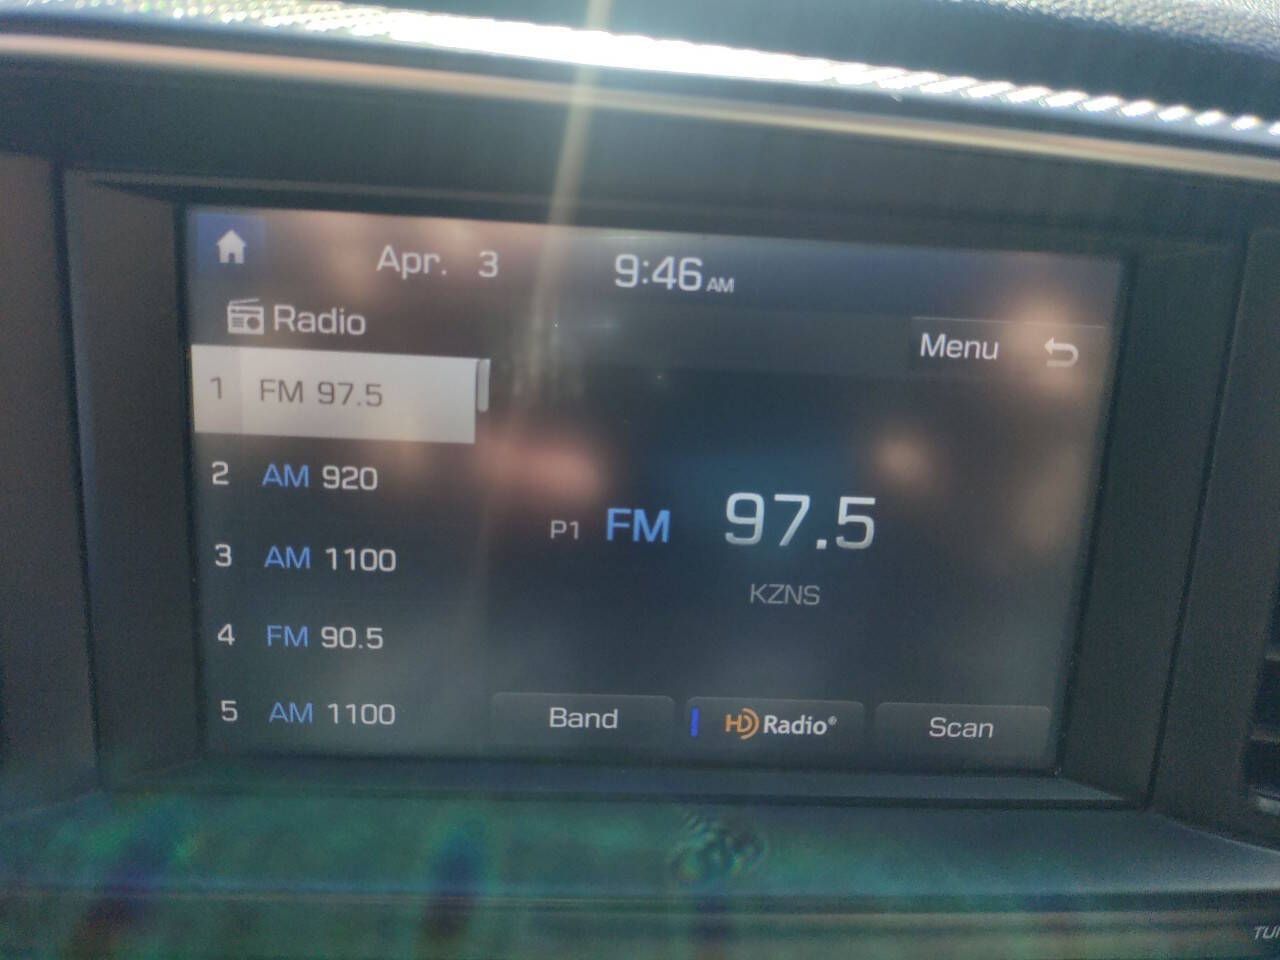 Apr. 3 9:46 AM
Radio
Menu
1 FM 97.5
2 AM 920
3 AM 1100
4 FM 90.5
5 AM 1100
P1 FM 97.5
KZNS
Band
HD Radio®
Scan